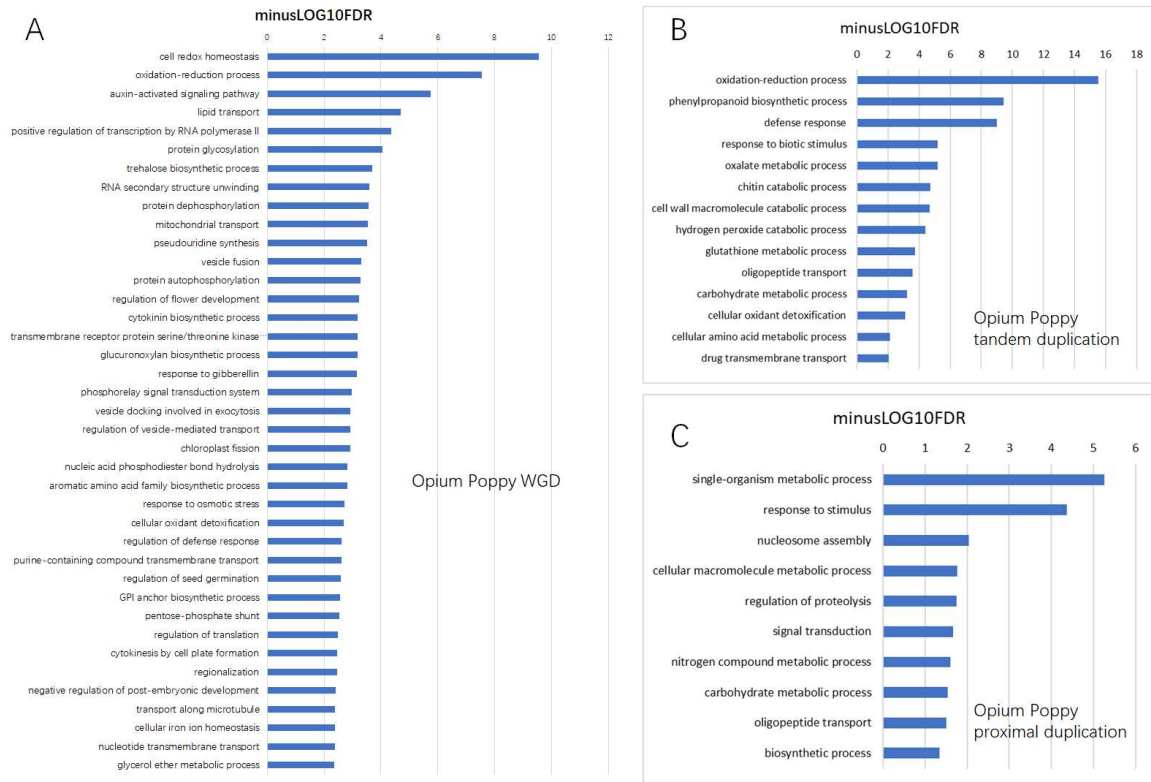 A
minusLOG10FDR
0 2 4 6 8 10 12
cell redox homeostasis
oxidation-reduction process
auxin-activated signaling pathway
lipid transport
positive regulation of transcription by RNA polymerase II
protein glycosylation
trehalose biosynthetic process
RNA secondary structure unwinding
protein dephosphorylation
mitochondrial transport
pseudouridine synthesis
vesicle fusion
protein autophosphorylation
regulation of flower development
cytokinin biosynthetic process
transmembrane receptor protein serine/threonine kinase
glucuronoxylan biosynthetic process
response to gibberellin
phosphorelay signal transduction system
vesicle docking involved in exocytosis
regulation of vesicle-mediated transport
chloroplast fission
nucleic acid phosphodiester bond hydrolysis
aromatic amino acid family biosynthetic process
response to osmotic stress
cellular oxidant detoxification
regulation of defense response
purine-containing compound transmembrane transport
regulation of seed germination
GPI anchor biosynthetic process
pentose-phosphate shunt
regulation of translation
cytokinesis by cell plate formation
regionalization
negative regulation of post-embryonic development
transport along microtubule
cellular iron ion homeostasis
nucleotide transmembrane transport
glycerol ether metabolic process
Opium Poppy WGD
B
minusLOG10FDR
0 2 4 6 8 10 12 14 16 18
oxidation-reduction process
phenylpropanoid biosynthetic process
defense response
response to biotic stimulus
oxalate metabolic process
chitin catabolic process
cell wall macromolecule catabolic process
hydrogen peroxide catabolic process
glutathione metabolic process
oligopeptide transport
carbohydrate metabolic process
cellular oxidant detoxification
cellular amino acid metabolic process
drug transmembrane transport
Opium Poppy
tandem duplication
C
minusLOG10FDR
0 1 2 3 4 5 6
single-organism metabolic process
response to stimulus
nucleosome assembly
cellular macromolecule metabolic process
regulation of proteolysis
signal transduction
nitrogen compound metabolic process
carbohydrate metabolic process
oligopeptide transport
biosynthetic process
Opium Poppy
proximal duplication